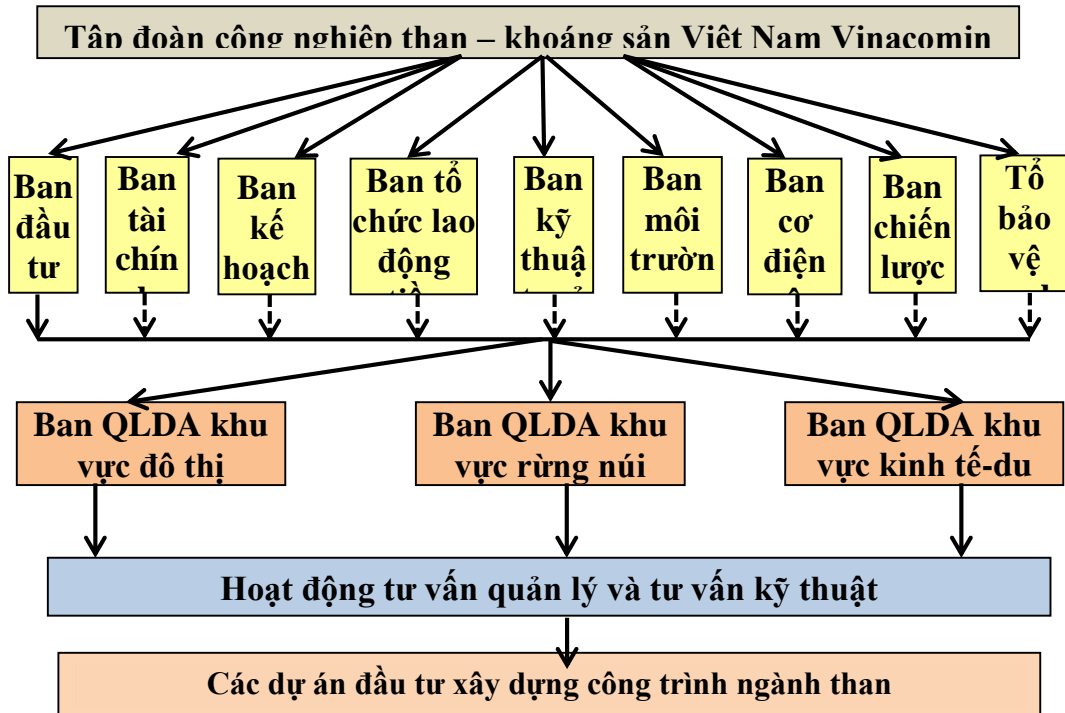 Tập đoàn công nghiệp than – khoáng sản Việt Nam Vinacomin
Ban
đầu
tư
Ban
tài
chín
Ban
kế
hoạch
Ban tổ
chức lao
động
Ban
kỹ
thuậ
Ban
môi
trườn
Ban
cơ
điện
Ban
chiến
lược
Tổ
bảo
vệ
Ban QLDA khu
vực đô thị
Ban QLDA khu
vực rừng núi
Ban QLDA khu
vực kinh tế-du
Hoạt động tư vấn quản lý và tư vấn kỹ thuật
Các dự án đầu tư xây dựng công trình ngành than